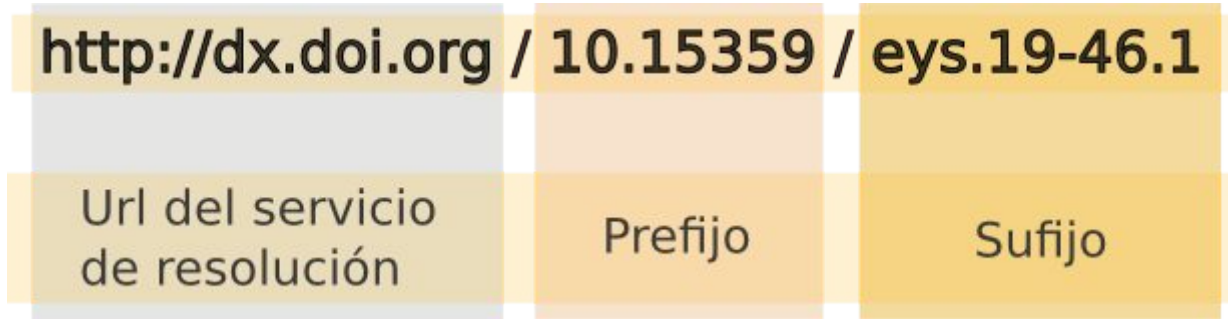 http://dx.doi.org / 10.15359 / eys.19-46.1
Url del servicio
de resolución
Prefijo
Sufijo